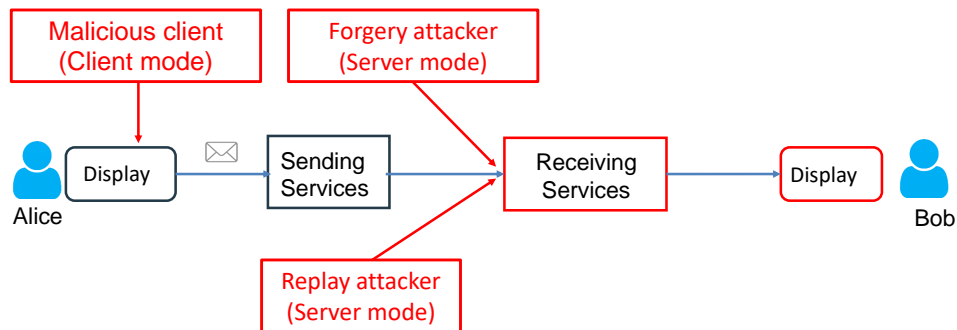 Malicious client
(Client mode)
Forgery attacker
(Server mode)
Display
Sending
Services
Receiving
Services
Display
Alice
Bob
Replay attacker
(Server mode)